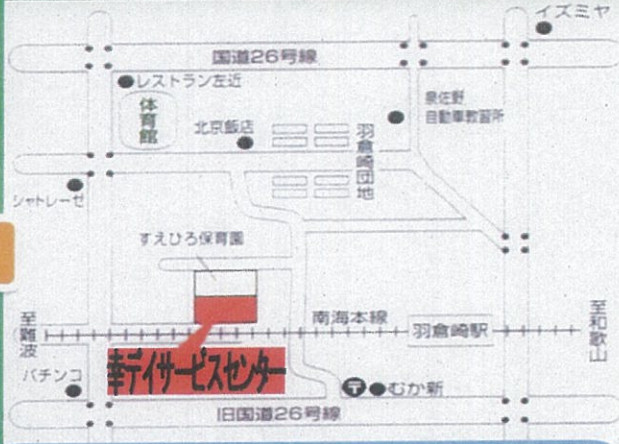 イズミヤ
国道26号線
レストラン左近
体育館
泉佐野
自動車教習所
北京飯店
羽倉崎団地
シャトレーゼ
すえひろ保育園
至難波
南海本線
羽倉崎駅
至和歌山
幸デイサービスセンター
パチンコ
〒
むか新
旧国道26号線